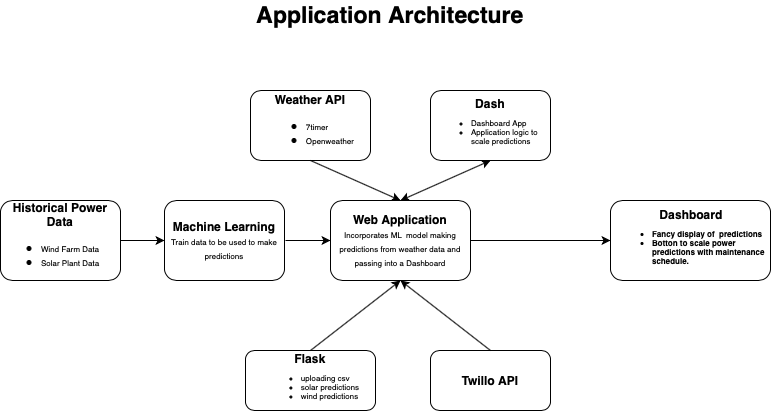 Application Architecture
Weather API
● 7timer
● Openweather
Dash
• Dashboard App
• Application logic to
scale predictions
Historical Power
Data
● Wind Farm Data
● Solar Plant Data
Machine Learning
Train data to be used to make
predictions
Web Application
Incorporates ML model making
predictions from weather data and
passing into a Dashboard
Dashboard
• Fancy display of predictions
• Botton to scale power
predictions with maintenance
schedule.
Flask
• uploading csv
• solar predictions
• wind predictions
Twillo API